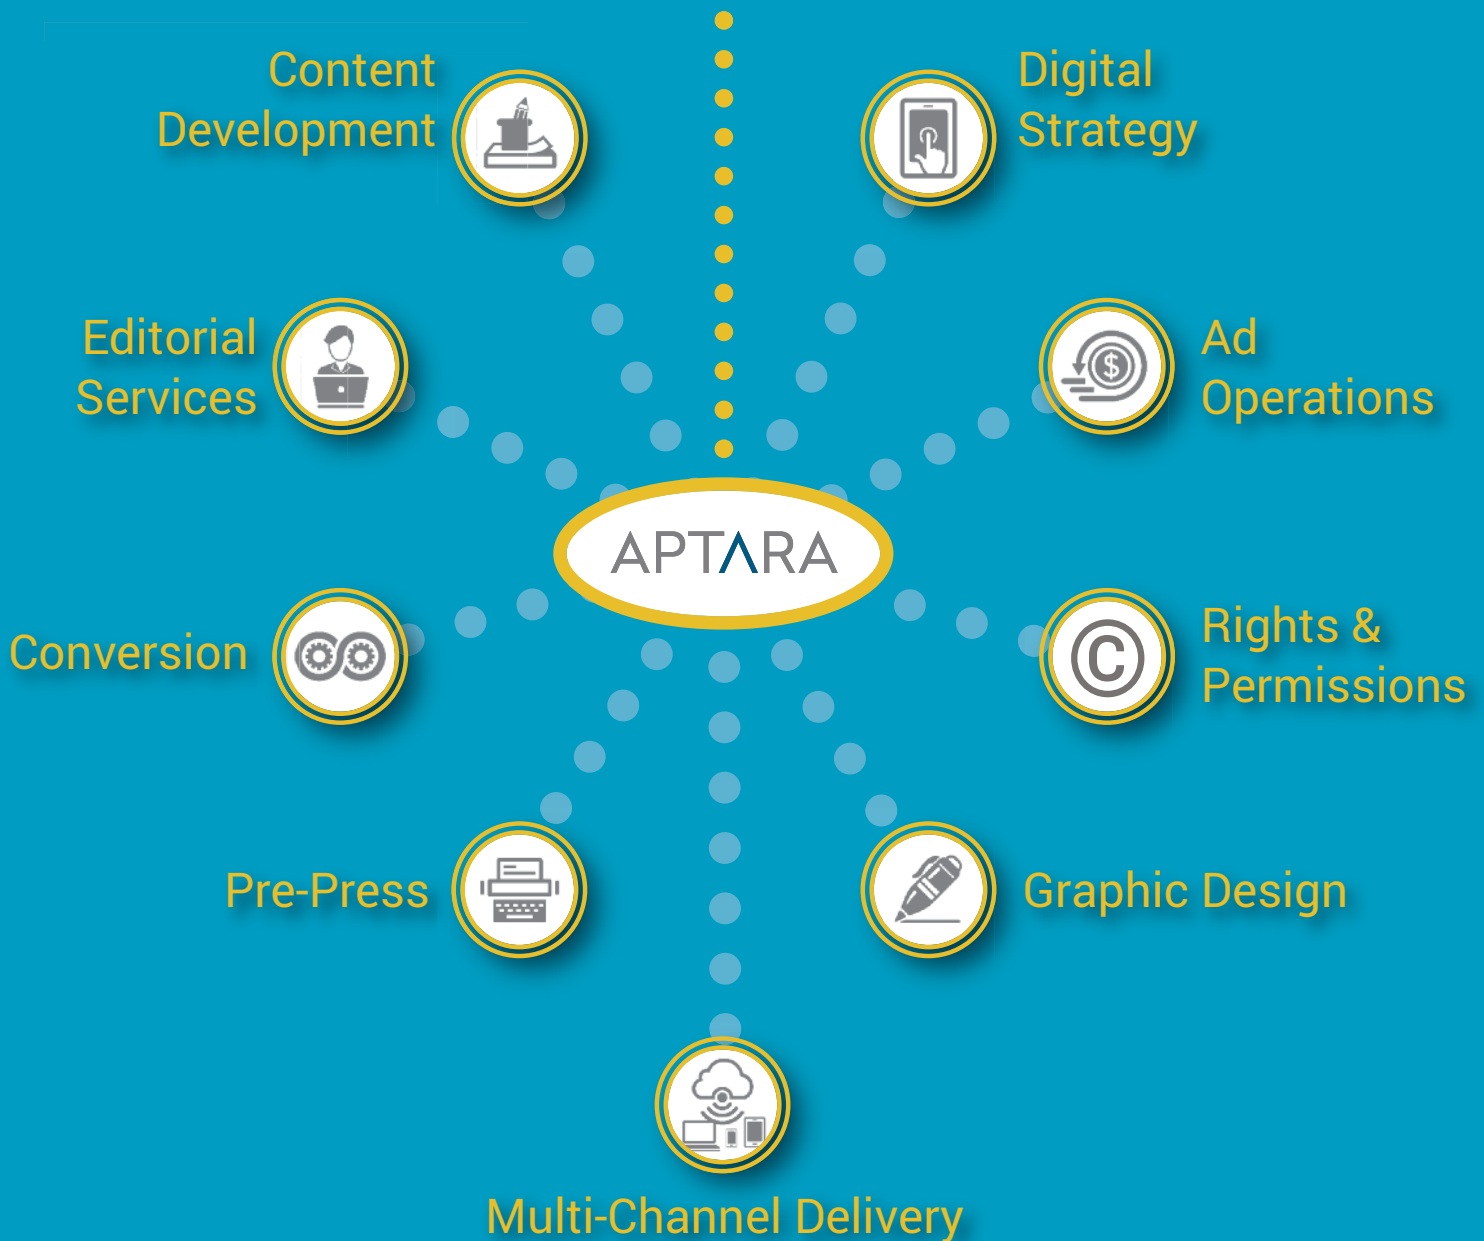 Content
Development
Digital
Strategy
Editorial
Services
Ad
Operations
APTARA
Conversion
Rights &
Permissions
Pre-Press
Graphic Design
Multi-Channel Delivery